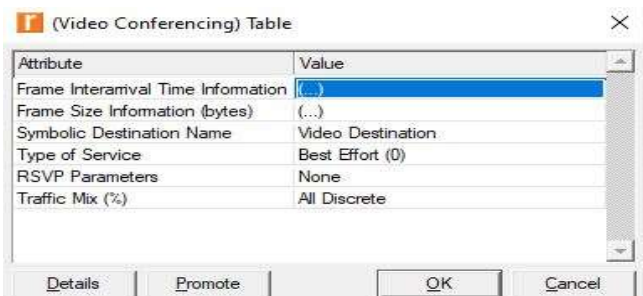 (Video Conferencing) Table
Attribute Value
Frame Interarrival Time Information (...)
Frame Size Information (bytes) (...)
Symbolic Destination Name Video Destination
Type of Service Best Effort (0)
RSVP Parameters None
Traffic Mix (%) All Discrete
Details Promote OK Cancel